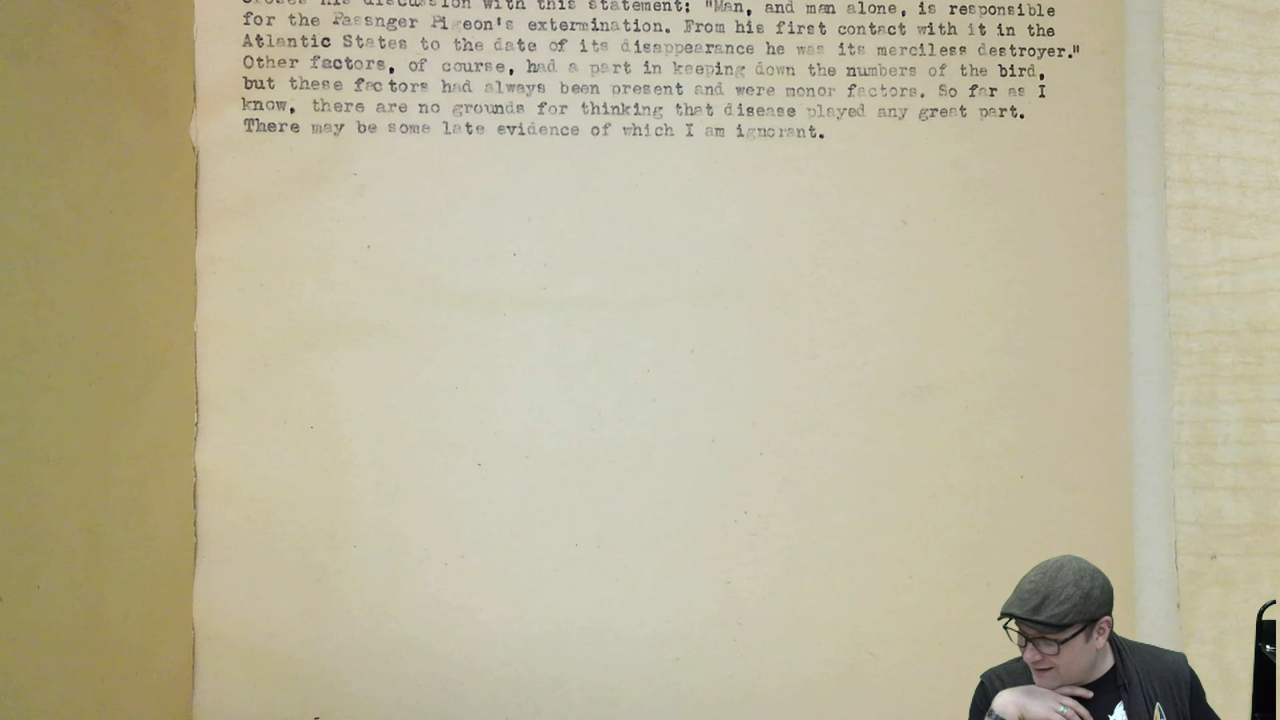 closes his discussion with this statement: "Man, and man alone, is responsible
for the Passnger Pigeon's extermination. From his first contact with it in the
Atlantic States to the date of its disappearance he was its merciless destroyer."
Other factors, of course, had a part in keeping down the numbers of the bird,
but these factors had always been present and were monor factors. So far as I
know, there are no grounds for thinking that disease played any great part.
There may be some late evidence of which I am ignorant.